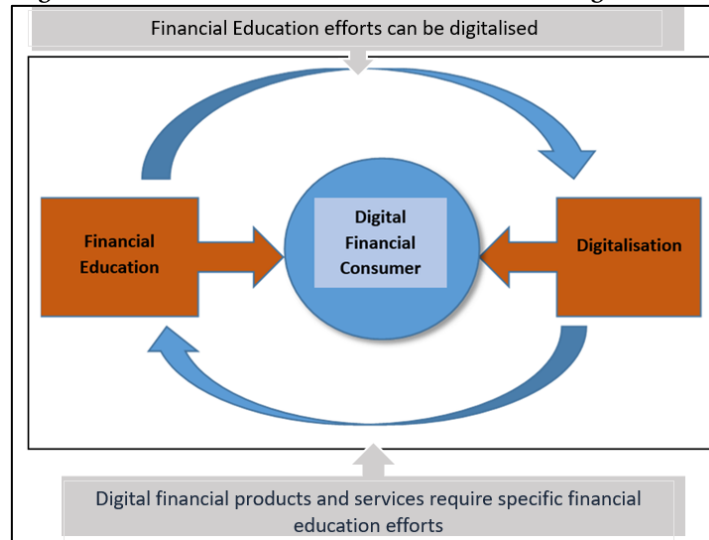 Financial Education efforts can be digitalised
Financial
Education
Digital
Financial
Consumer
Digitalisation
Digital financial products and services require specific financial
education efforts